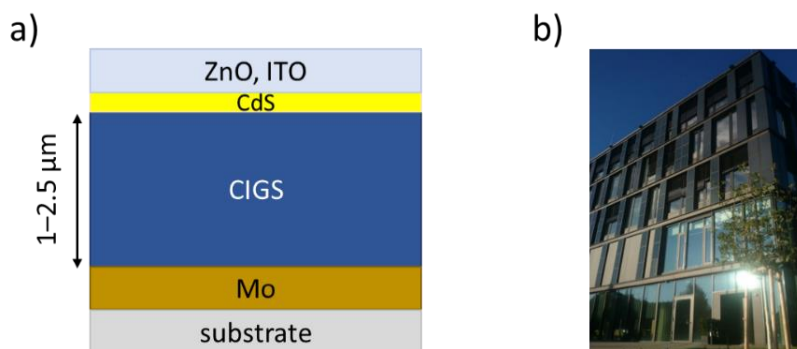 a)
b)
ZnO, ITO
CdS
1–2.5 µm
CIGS
Mo
substrate